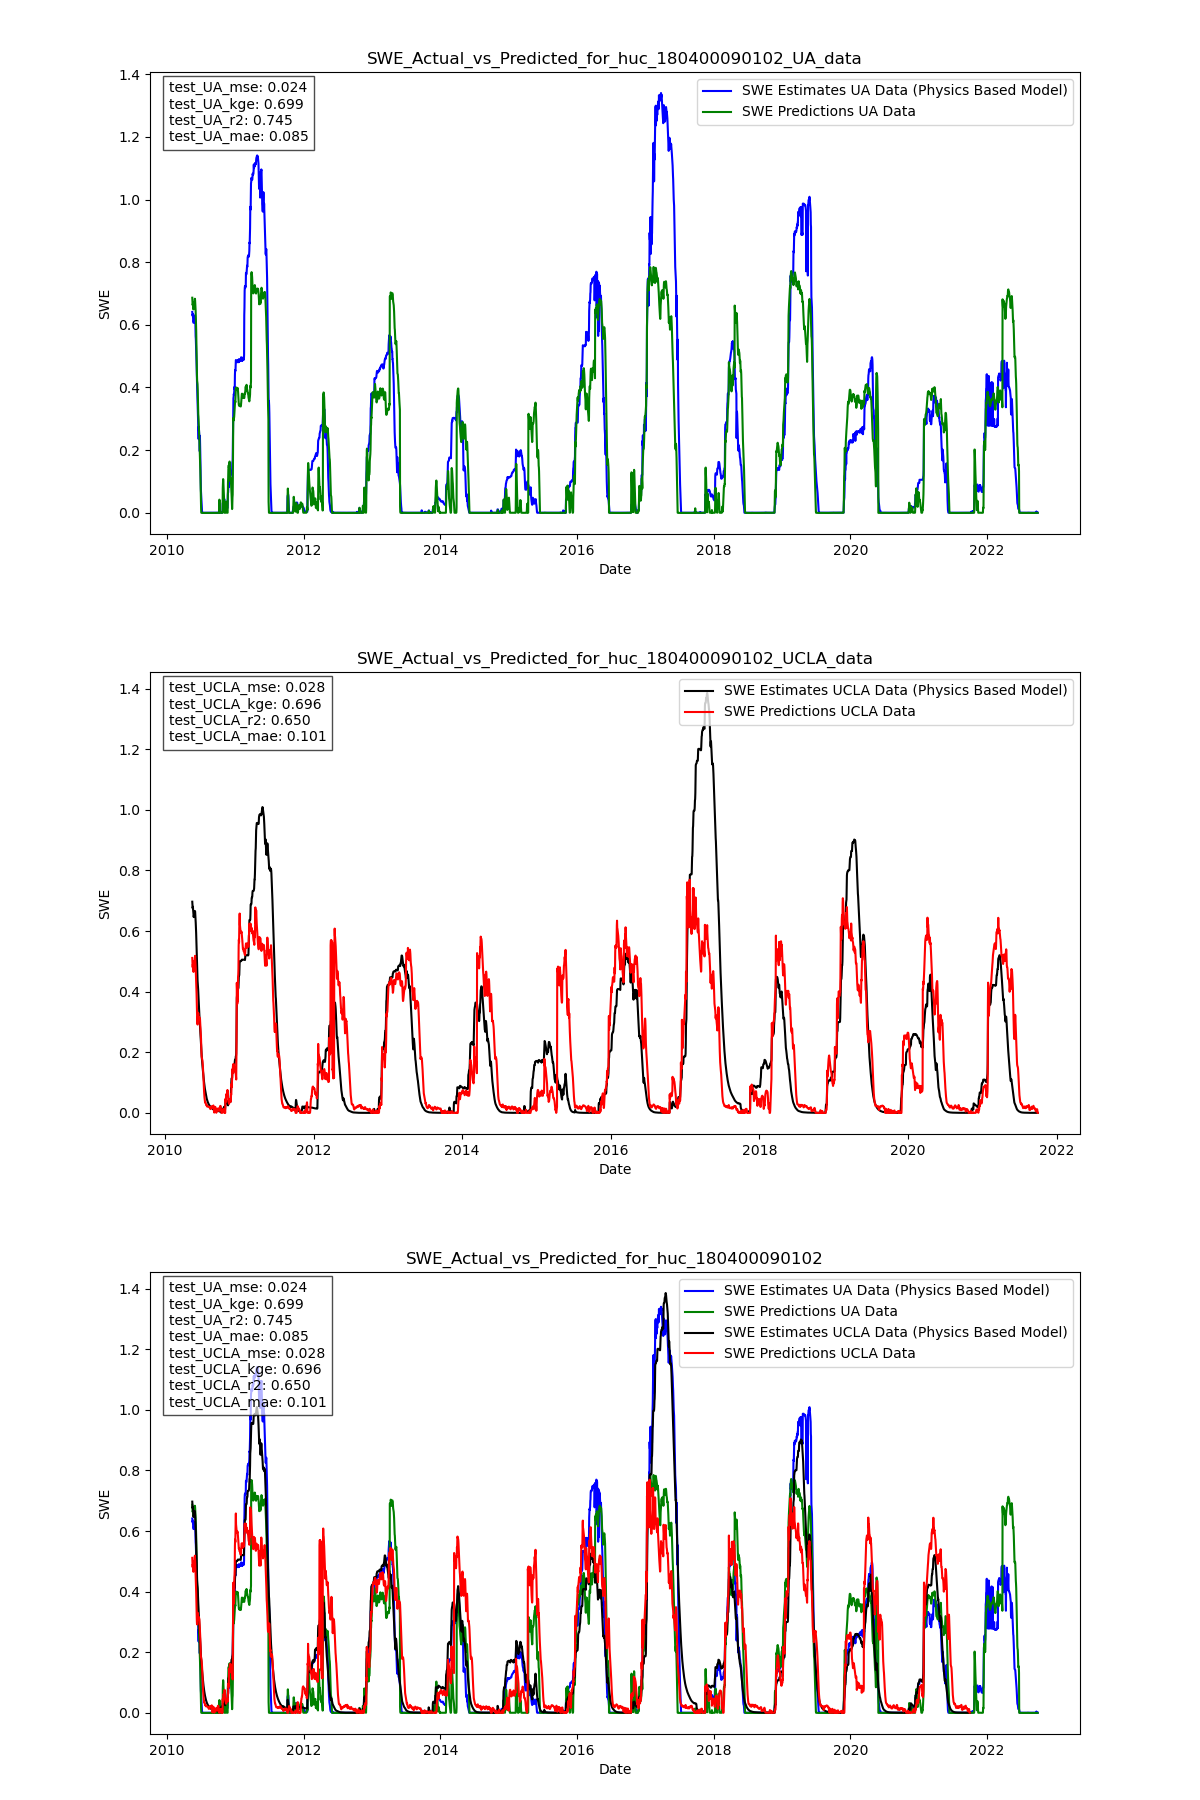 SWE_Actual_vs_Predicted_for_huc_180400090102_UA_data
test_UA_mse: 0.024
test_UA_kge: 0.699
test_UA_r2: 0.745
test_UA_mae: 0.085
SWE Estimates UA Data (Physics Based Model)
SWE Predictions UA Data
1.4
1.2
1.0
0.8
0.6
0.4
0.2
0.0
SWE
2010
2012
2014
2016
2018
2020
2022
Date
SWE_Actual_vs_Predicted_for_huc_180400090102_UCLA_data
test_UCLA_mse: 0.028
test_UCLA_kge: 0.696
test_UCLA_r2: 0.650
test_UCLA_mae: 0.101
SWE Estimates UCLA Data (Physics Based Model)
SWE Predictions UCLA Data
1.4
1.2
1.0
0.8
0.6
0.4
0.2
0.0
SWE
2010
2012
2014
2016
2018
2020
2022
Date
SWE_Actual_vs_Predicted_for_huc_180400090102
test_UA_mse: 0.024
test_UA_kge: 0.699
test_UA_r2: 0.745
test_UA_mae: 0.085
test_UCLA_mse: 0.028
test_UCLA_kge: 0.696
test_UCLA_r2: 0.650
test_UCLA_mae: 0.101
SWE Estimates UA Data (Physics Based Model)
SWE Predictions UA Data
SWE Estimates UCLA Data (Physics Based Model)
SWE Predictions UCLA Data
1.4
1.2
1.0
0.8
0.6
0.4
0.2
0.0
SWE
2010
2012
2014
2016
2018
2020
2022
Date